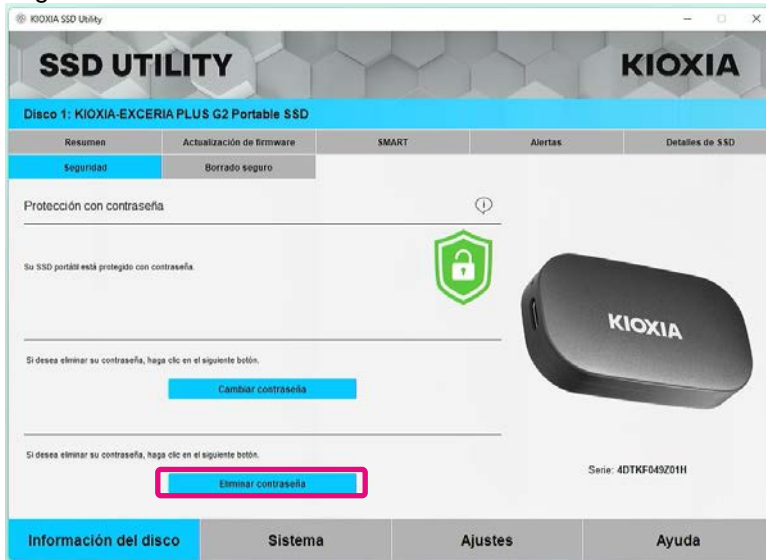 KIOXIA SSD Utility
SSD UTILITY
KIOXIA
Disco 1: KIOXIA-EXCERIA PLUS G2 Portable SSD
Resumen
Actualización de firmware
SMART
Alertas
Detalles de SSD
Seguridad
Borrado seguro
Protección con contraseña
Su SSD portátil está protegido con contraseña.
KIOXIA
Si desea eliminar su contraseña, haga clic en el siguiente botón.
Cambiar contraseña
Si desea eliminar su contraseña, haga clic en el siguiente botón.
Eliminar contraseña
Serie: 4DTKF049Z01H
Información del disco
Sistema
Ajustes
Ayuda